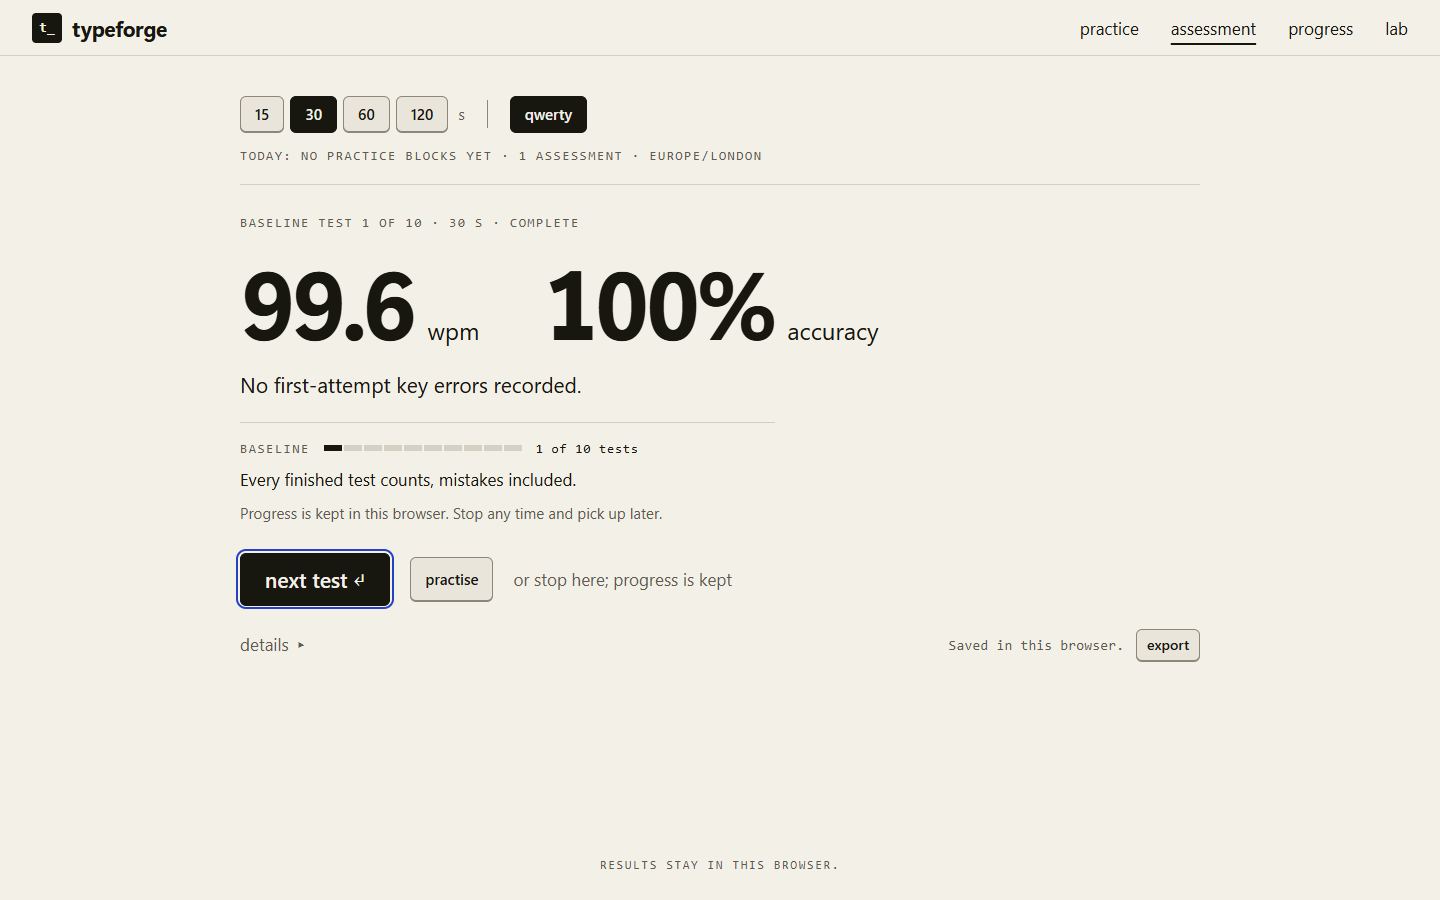 t_ typeforge
practice assessment progress lab
15 30 60 120 s qwerty
TODAY: NO PRACTICE BLOCKS YET · 1 ASSESSMENT · EUROPE/LONDON
BASELINE TEST 1 OF 10 · 30 S · COMPLETE
99.6 wpm 100% accuracy
No first-attempt key errors recorded.
BASELINE 1 of 10 tests
Every finished test counts, mistakes included.
Progress is kept in this browser. Stop any time and pick up later.
next test ↵ practise or stop here; progress is kept
details ▸ Saved in this browser. export
RESULTS STAY IN THIS BROWSER.